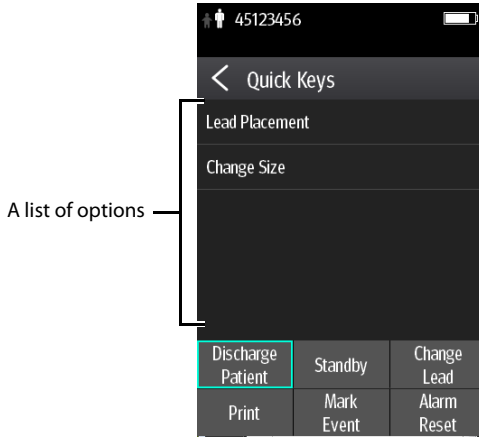 45123456
Quick Keys
Lead Placement
Change Size
A list of options
Discharge
Patient
Standby
Change
Lead
Print
Mark
Event
Alarm
Reset